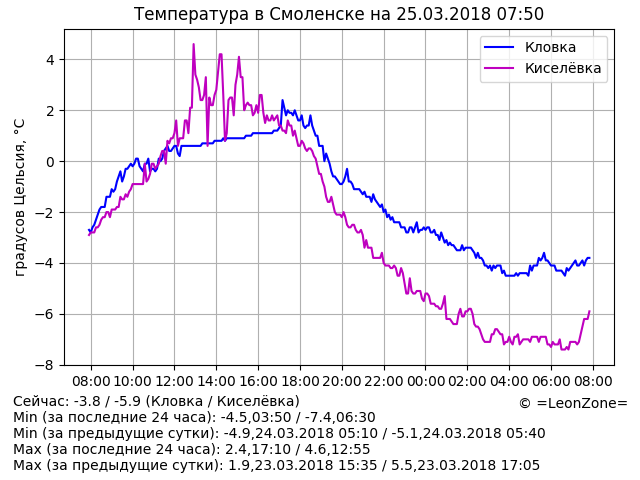 Температура в Смоленске на 25.03.2018 07:50
Кловка
Киселёвка
градусов Цельсия, °C
4
2
0
−2
−4
−6
−8
08:00 10:00 12:00 14:00 16:00 18:00 20:00 22:00 00:00 02:00 04:00 06:00 08:00
Сейчас: -3.8 / -5.9 (Кловка / Киселёвка)
© =LeonZone=
Min (за последние 24 часа): -4.5,03:50 / -7.4,06:30
Min (за предыдущие сутки): -4.9,24.03.2018 05:10 / -5.1,24.03.2018 05:40
Max (за последние 24 часа): 2.4,17:10 / 4.6,12:55
Max (за предыдущие сутки): 1.9,23.03.2018 15:35 / 5.5,23.03.2018 17:05